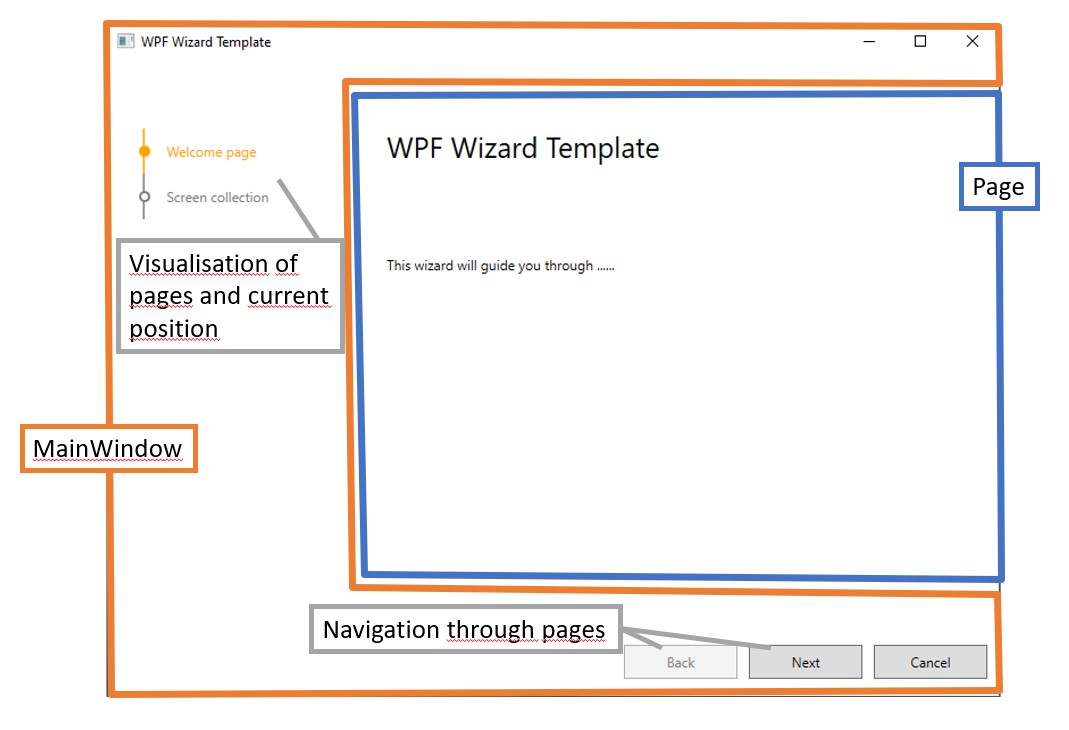 WPF Wizard Template
WPF Wizard Template
Welcome page
Page
Screen collection
Visualisation of
pages and current
position
This wizard will guide you through ......
MainWindow
Navigation through pages
Back
Next
Cancel